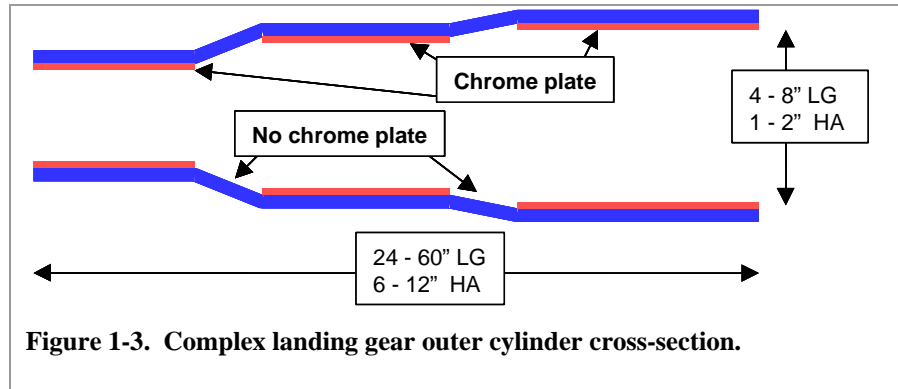 Chrome plate
4 - 8” LG
1 - 2” HA
No chrome plate
24 - 60” LG
6 - 12” HA
Figure 1-3. Complex landing gear outer cylinder cross-section.